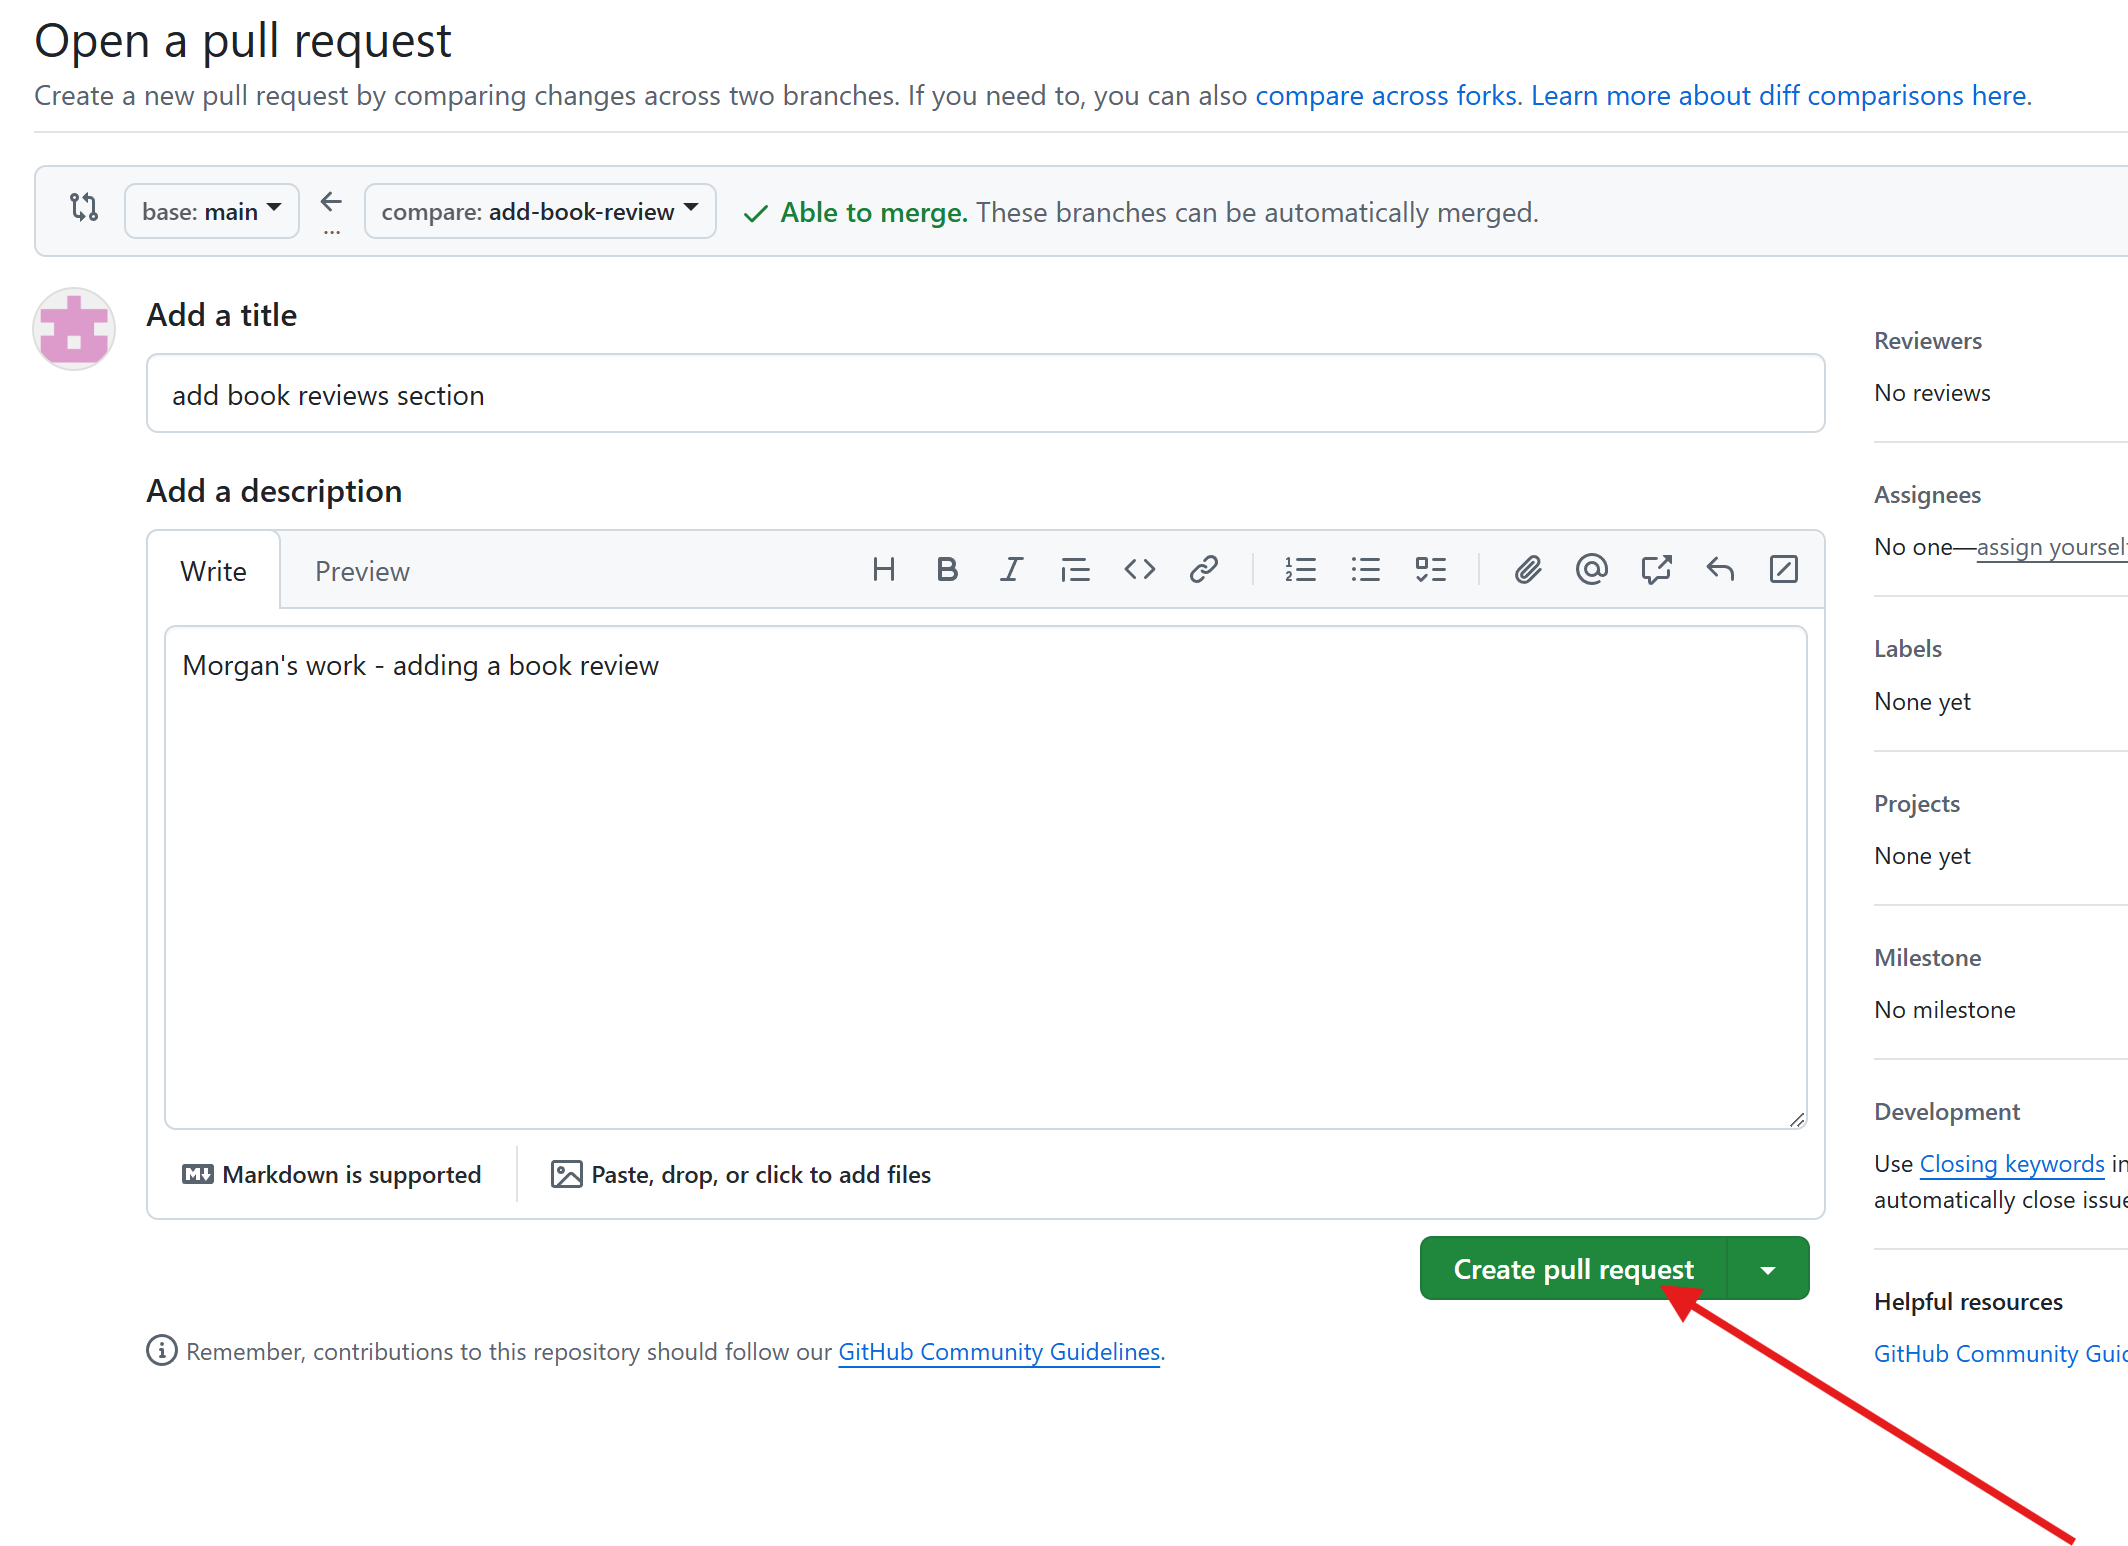 Open a pull request
Create a new pull request by comparing changes across two branches. If you need to, you can also compare across forks. Learn more about diff comparisons here.
base: main
...
compare: add-book-review
Able to merge. These branches can be automatically merged.
Add a title
add book reviews section
Add a description
Write
Preview
Morgan's work - adding a book review
Markdown is supported
Paste, drop, or click to add files
Create pull request
Remember, contributions to this repository should follow our GitHub Community Guidelines.
Reviewers
No reviews
Assignees
No one—assign yourself
Labels
None yet
Projects
None yet
Milestone
No milestone
Development
Use Closing keywords in
automatically close issue
Helpful resources
GitHub Community Guid